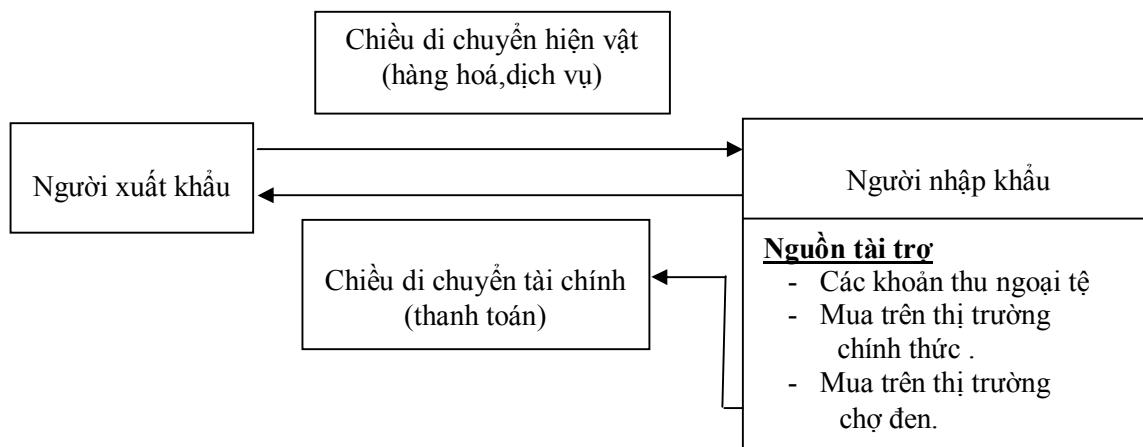 Chiều di chuyển hiện vật
(hàng hoá,dịch vụ)
Người xuất khẩu
Người nhập khẩu
Chiều di chuyển tài chính
(thanh toán)
Nguồn tài trợ
- Các khoản thu ngoại tệ
- Mua trên thị trường
chính thức .
- Mua trên thị trường
chợ đen.